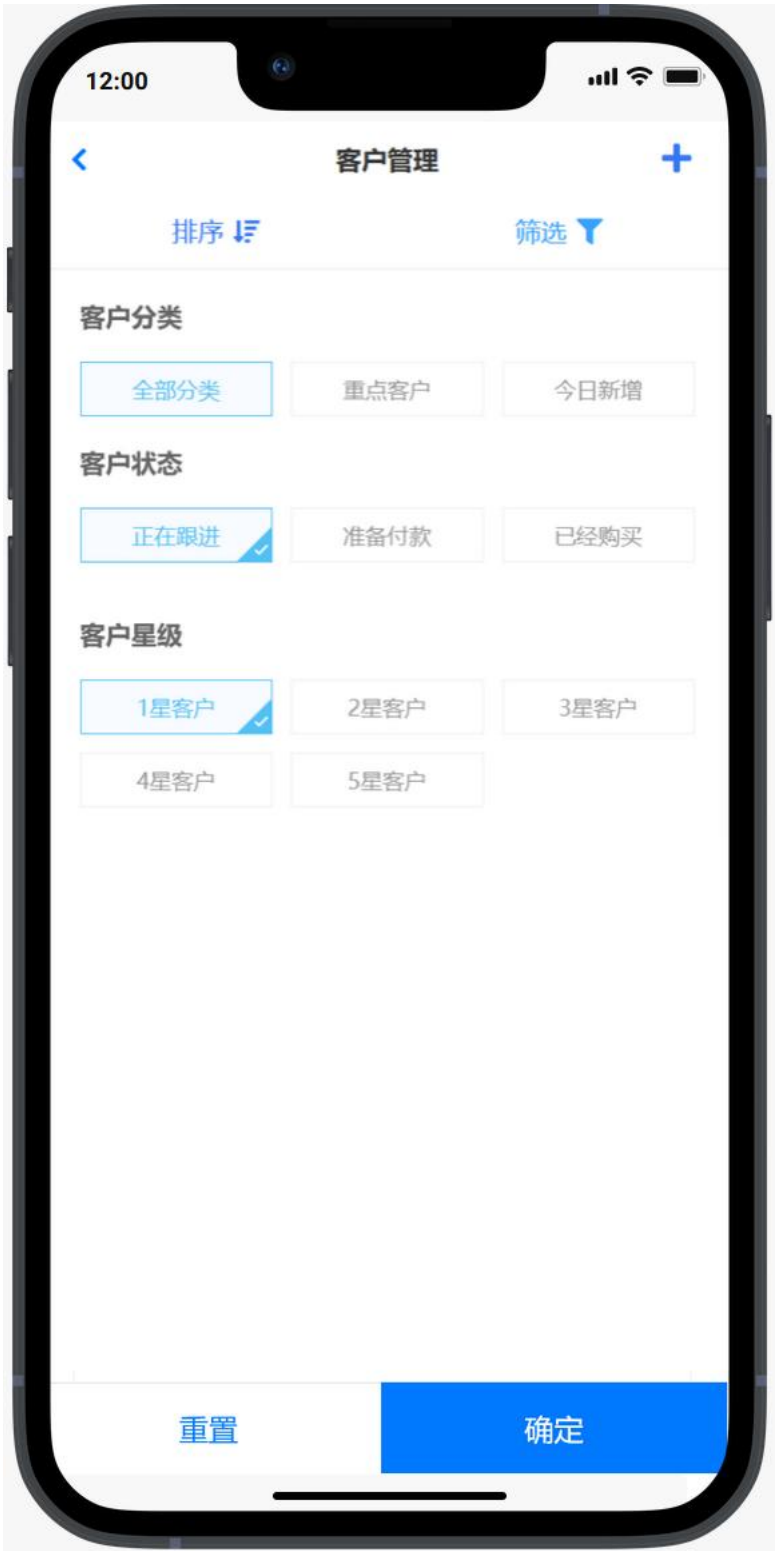 12:00
客户管理
排序 筛选
客户分类
全部分类 重点客户 今日新增
客户状态
正在跟进 准备付款 已经购买
客户星级
1星客户 2星客户 3星客户
4星客户 5星客户
重置 确定